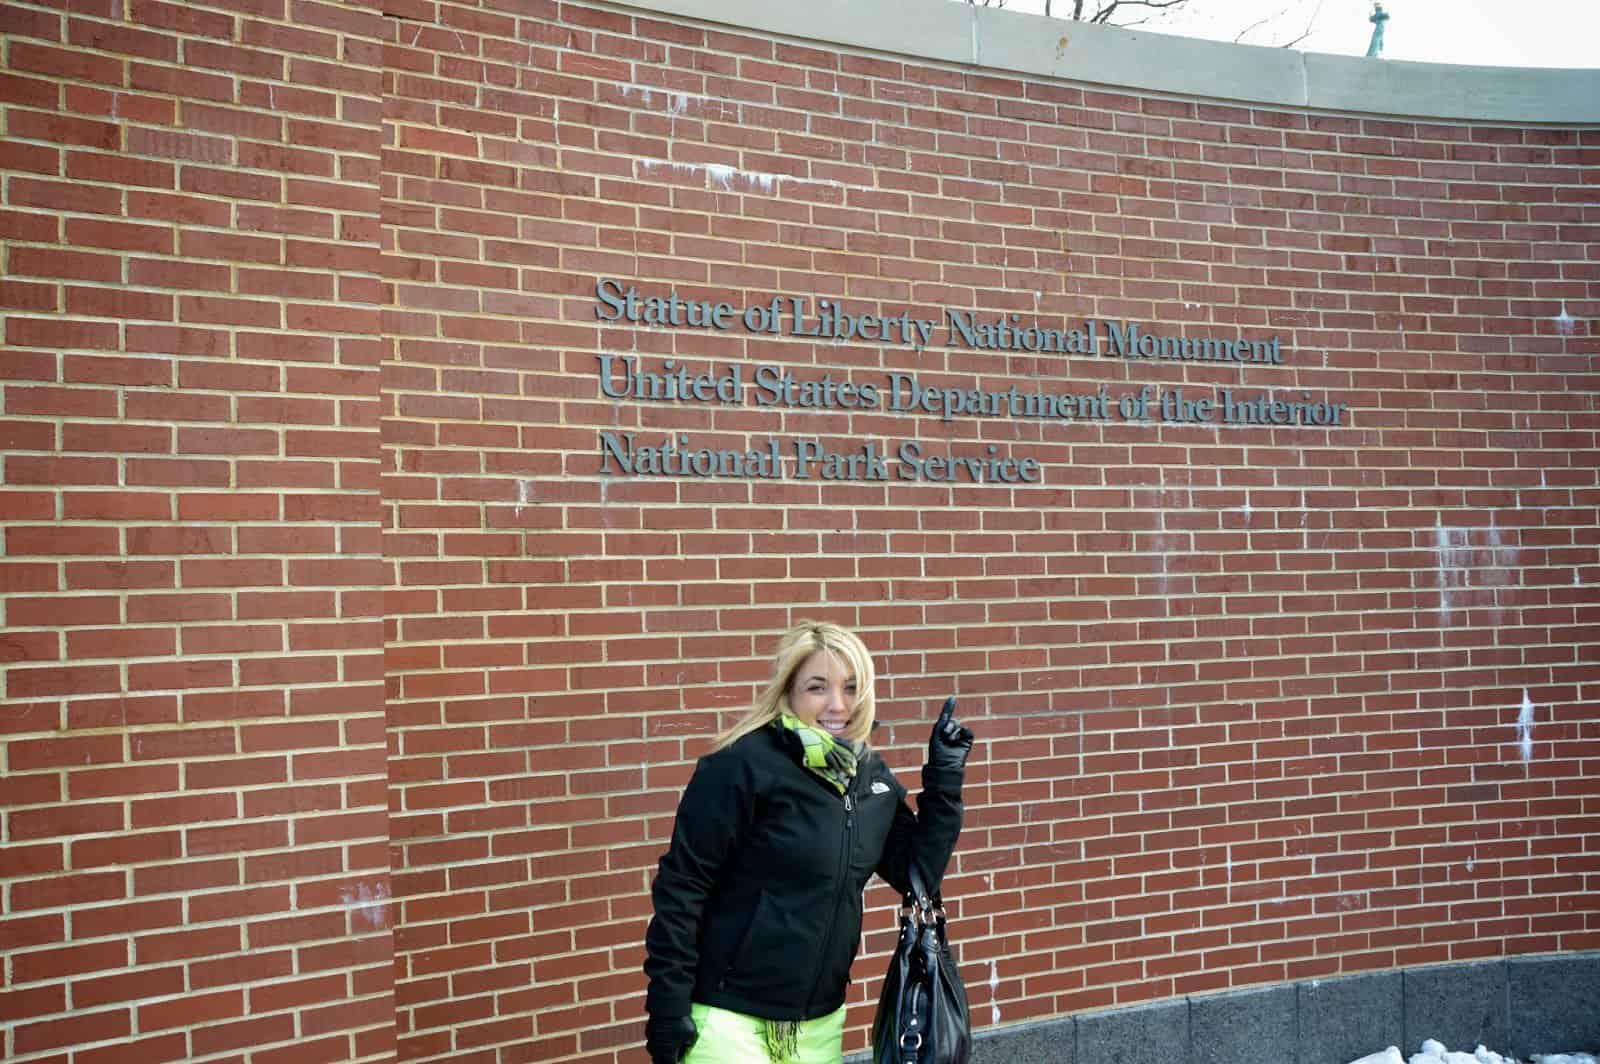 Statue of Liberty National Monument
United States Department of the Interior
National Park Service